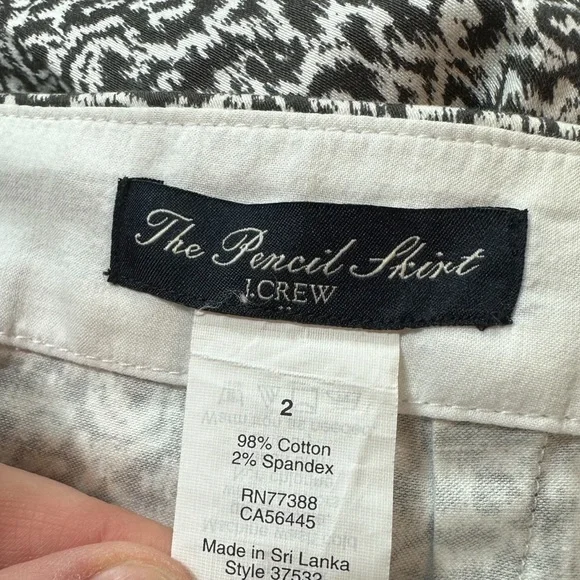 The Pencil Skirt
J.CREW
2
98% Cotton
2% Spandex
RN77388
CA56445
Made in Sri Lanka
Style 37532